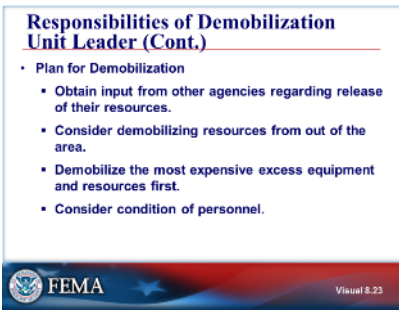 Responsibilities of Demobilization
Unit Leader (Cont.)
• Plan for Demobilization
▪ Obtain input from other agencies regarding release
of their resources.
▪ Consider demobilizing resources from out of the
area.
▪ Demobilize the most expensive excess equipment
and resources first.
▪ Consider condition of personnel.
FEMA
Visual 8.23